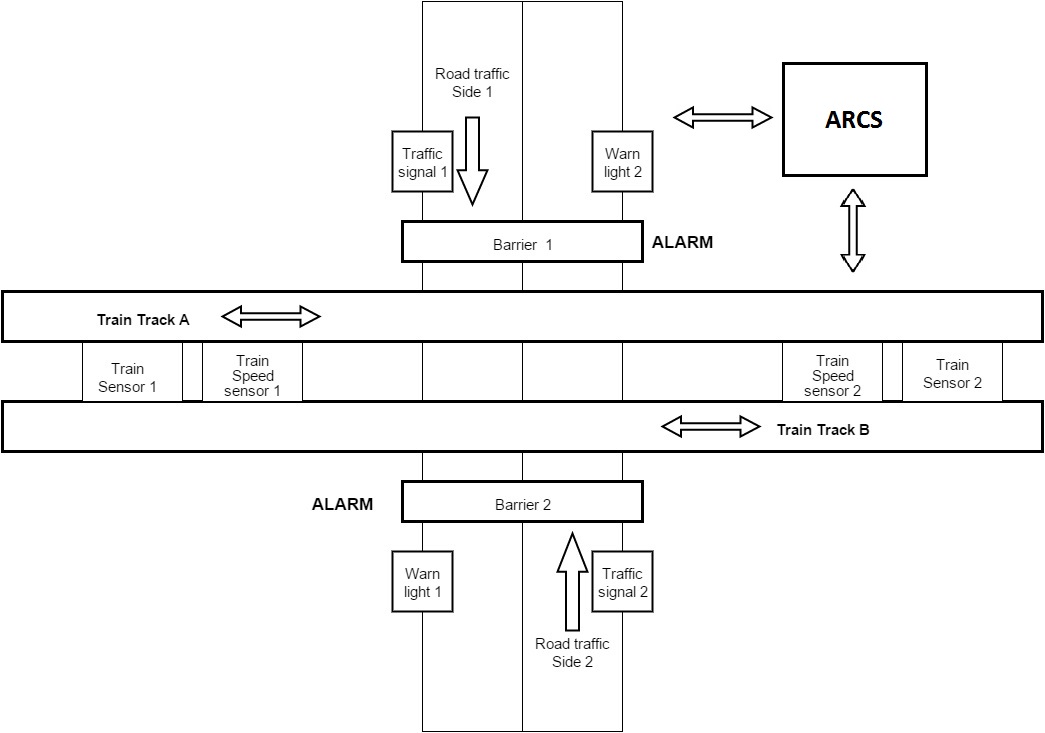 Road traffic
Side 1
ARCS
Traffic
signal 1
Warn
light 2
Barrier 1
ALARM
Train Track A
Train
Sensor 1
Train
Speed
sensor 1
Train
Speed
sensor 2
Train
Sensor 2
Train Track B
ALARM
Barrier 2
Warn
light 1
Traffic
signal 2
Road traffic
Side 2